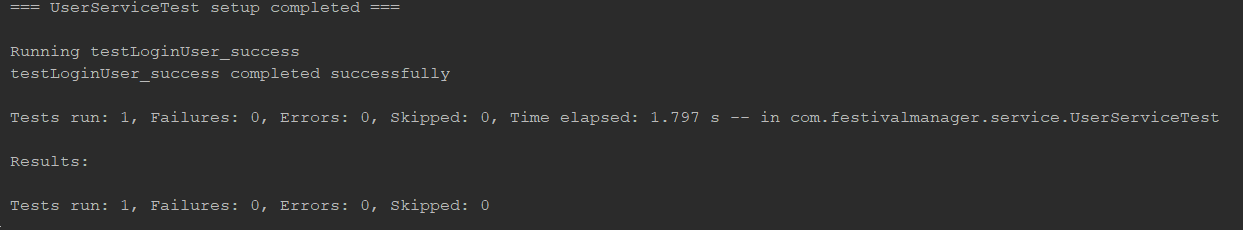 === UserServiceTest setup completed ===
Running testLoginUser_success
testLoginUser_success completed successfully
Tests run: 1, Failures: 0, Errors: 0, Skipped: 0, Time elapsed: 1.797 s -- in com.festivalmanager.service.UserServiceTest
Results:
Tests run: 1, Failures: 0, Errors: 0, Skipped: 0